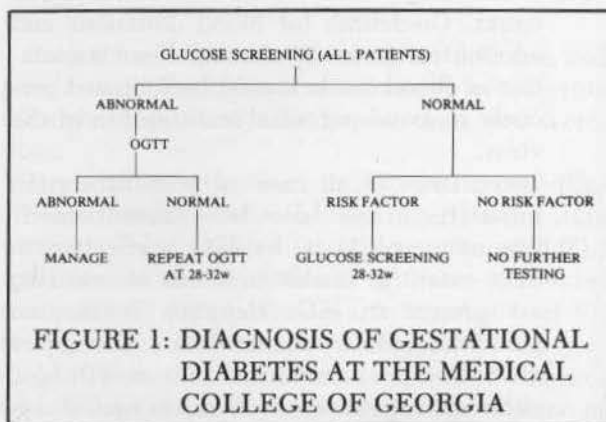 GLUCOSE SCREENING (ALL PATIENTS)
ABNORMAL NORMAL
OGTT
ABNORMAL NORMAL RISK FACTOR NO RISK FACTOR
MANAGE REPEAT OGTT GLUCOSE SCREENING NO FURTHER
AT 28-32w 28-32w TESTING
FIGURE 1: DIAGNOSIS OF GESTATIONAL
DIABETES AT THE MEDICAL
COLLEGE OF GEORGIA